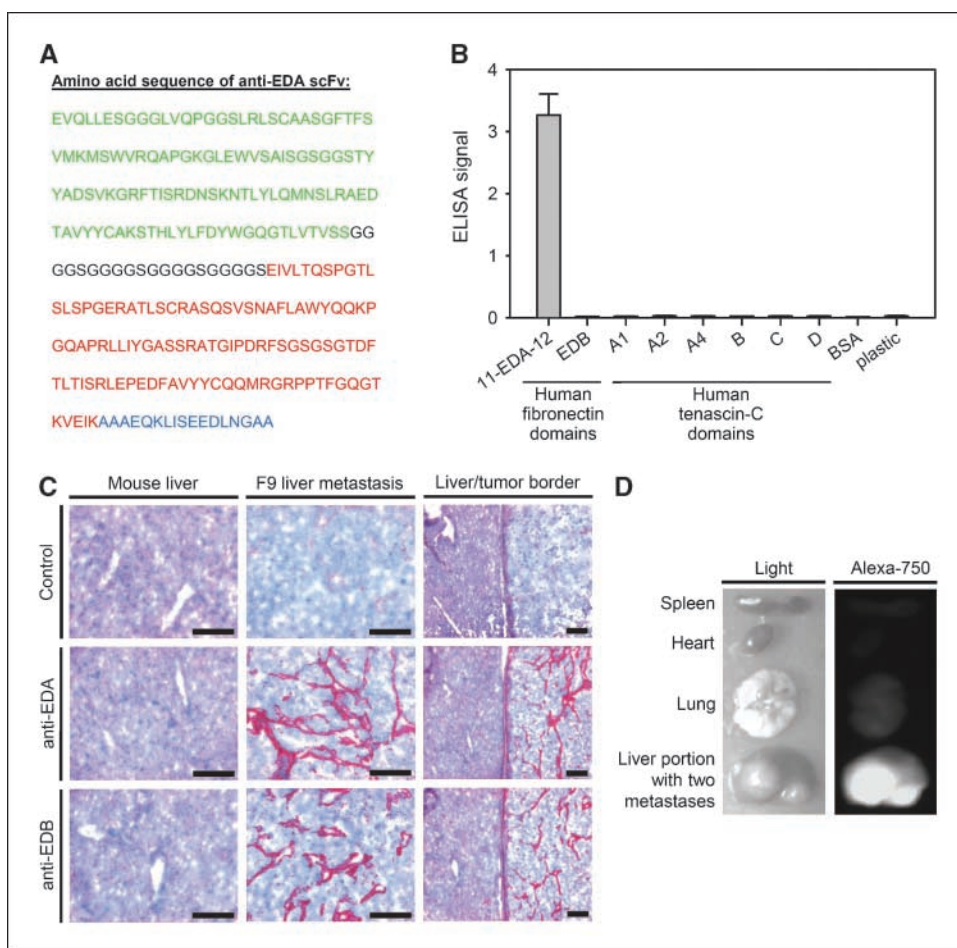 A
Amino acid sequence of anti-EDA scFv:
EVQLLESGGGLVQPGGSLRLSCAASGFTFS
VMKMSWVRQAPGKGLEWVSAISGSGGSTY
YADSVKGRFTISRDNSKNTLYLQMNSLRAED
TAVYYCAKSTHLYLFDYWGQGTLVTVSSGG
GGSGGGGSGGGGSGGGGSEIVLTQSPGTL
SLSPGERATLSCRASQSVSNAFLAWYQQKP
GQAPRLLIYGASSRATGIPDRFSGSGSGTDF
TLTISRLEPEDFAVYYCQQMRGRPPTFGQGT
KVEIKAAAEQKLISEEDLNGAA
B
ELISA signal
4
3
2
1
0
11-EDA-12
EDB
A1
A2
A4
B
C
D
BSA
plastic
Human
fibronectin
domains
Human
tenascin-C
domains
C
Mouse liver
F9 liver metastasis
Liver/tumor border
Control
anti-EDA
anti-EDB
D
Light
Alexa-750
Spleen
Heart
Lung
Liver portion
with two
metastases